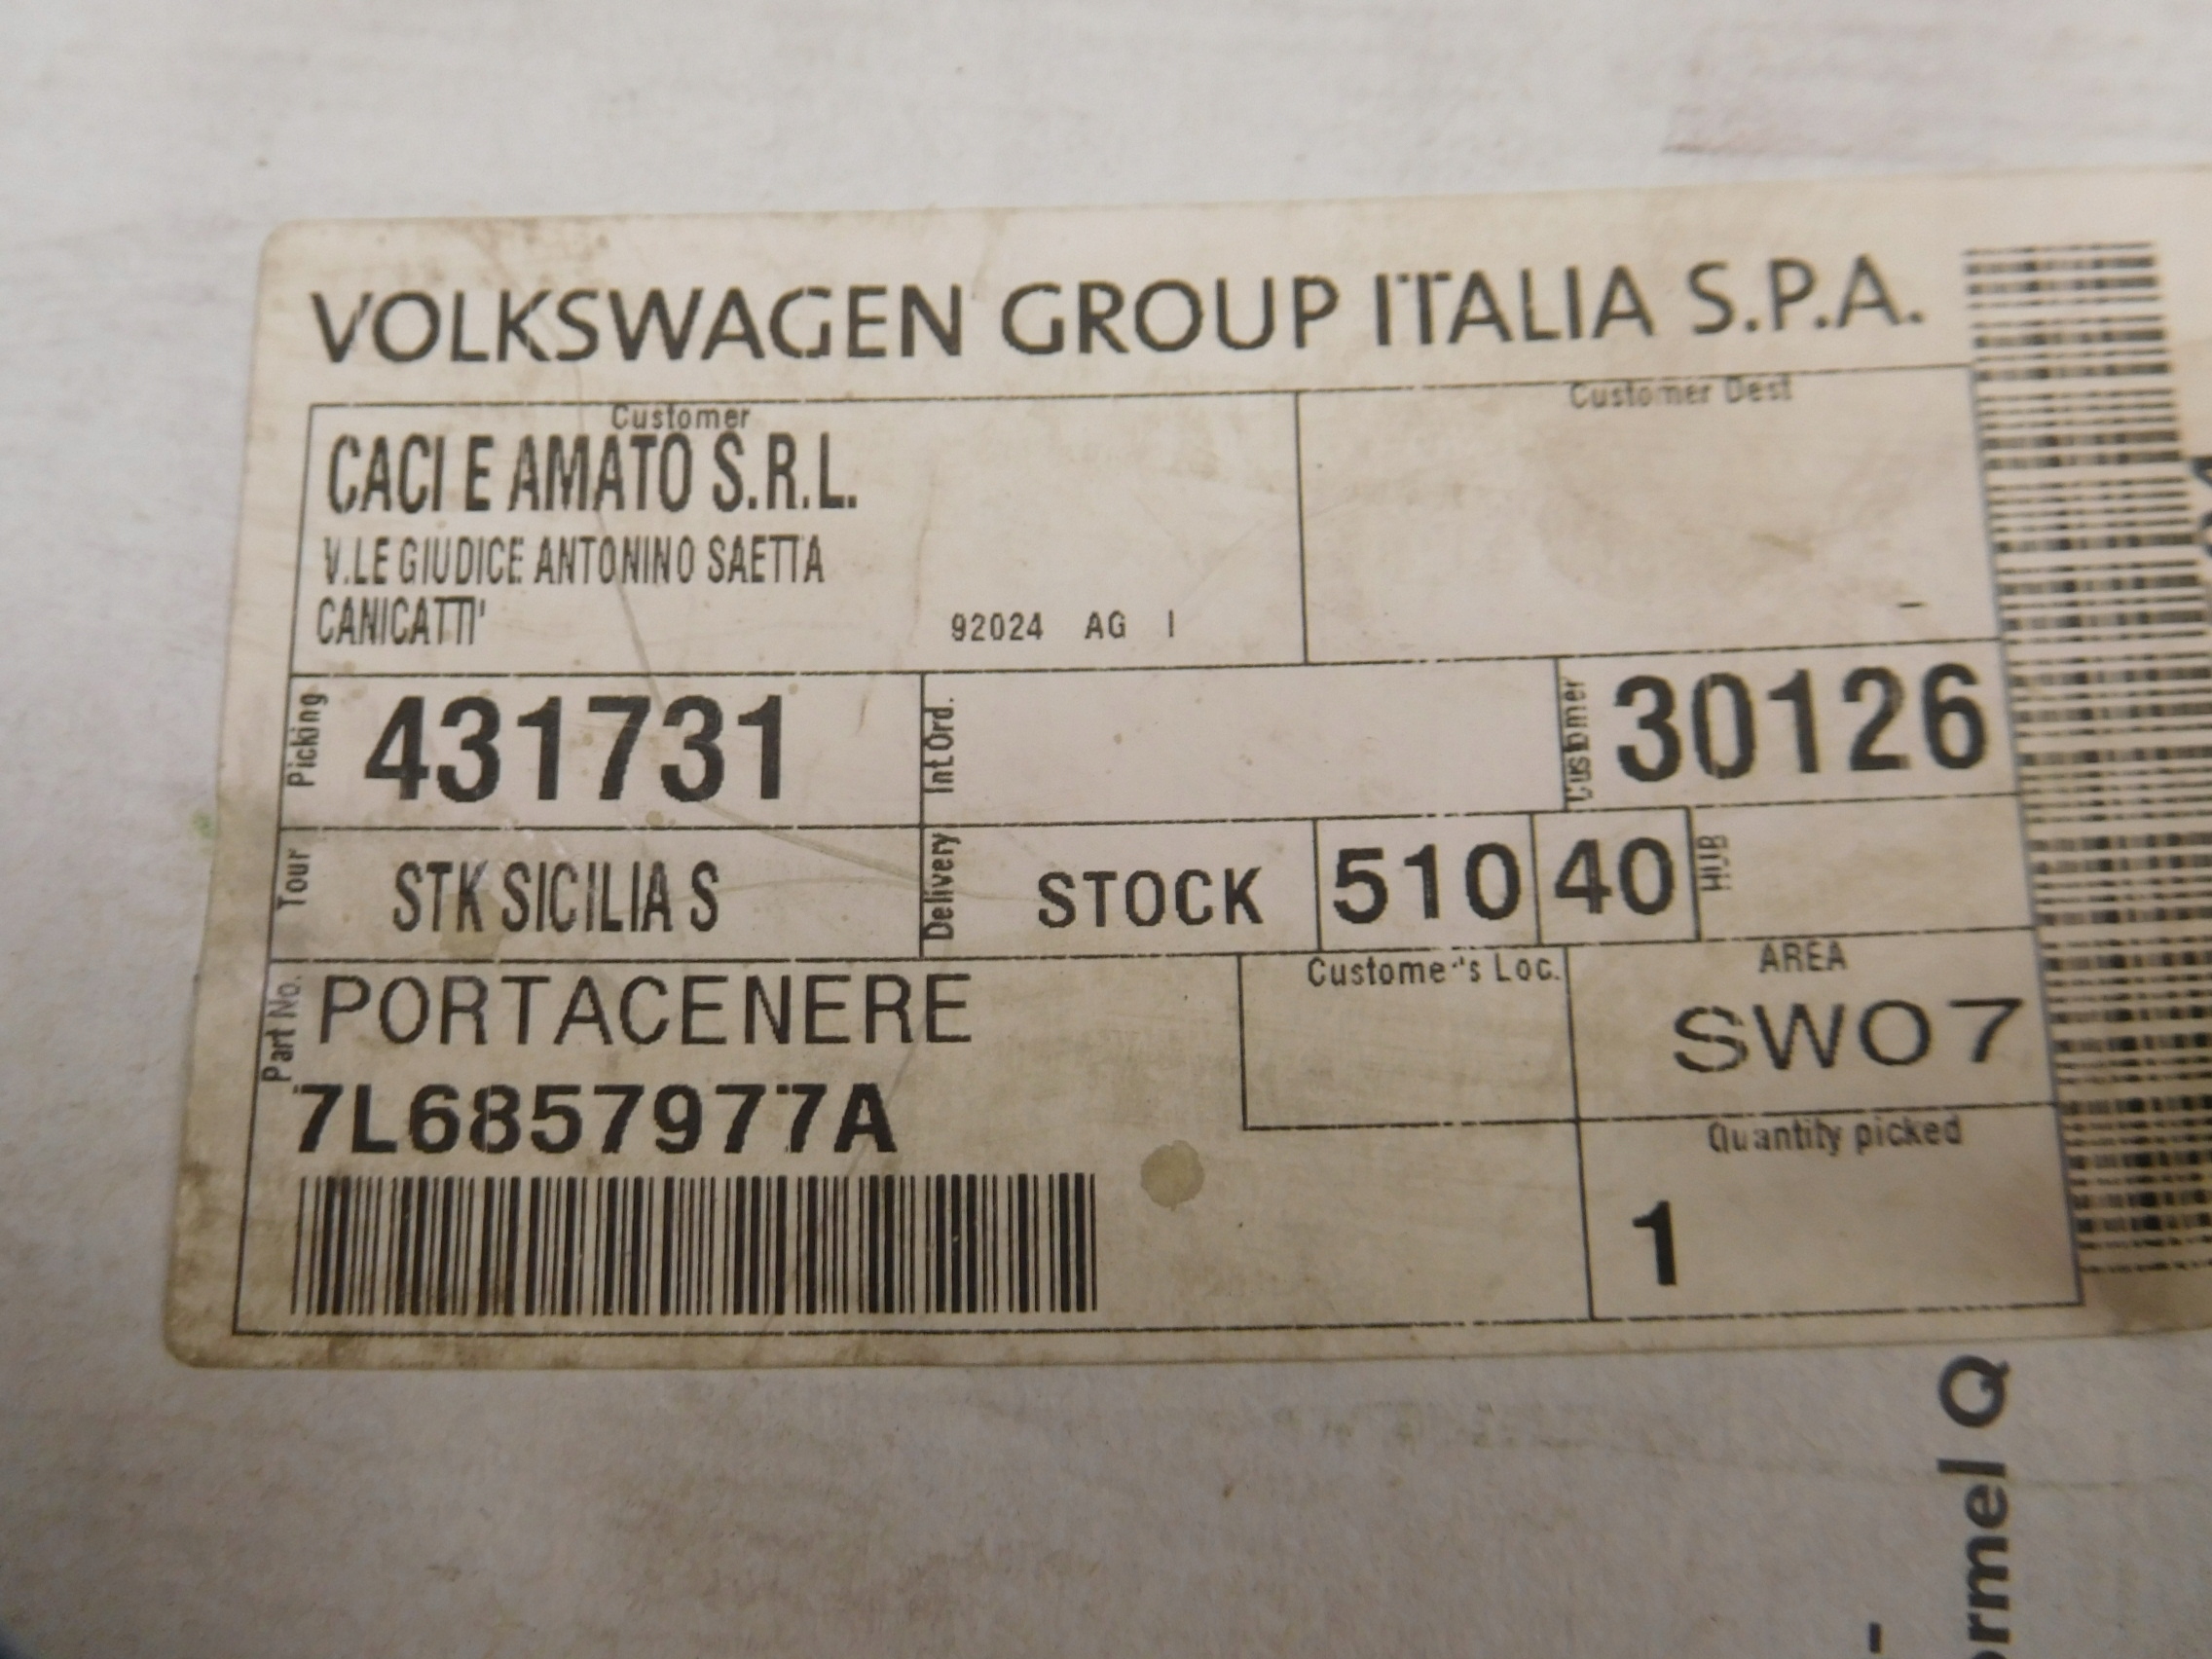 VOLKSWAGEN GROUP ITALIA S.P.A.
Customer
Customer Dest
CACI E AMATO S.R.L.
V.LE GIUDICE ANTONINO SAETTA
CANICATTI' 92024 AG I
-
Picking 431731
Int Ord.
Customer 30126
Tour STK SICILIA S
Delivery STOCK 510 40
HUB
Part No. PORTACENERE
7L6857977A
Customer's Loc.
AREA
SW07
Quantity picked
1
ormel Q